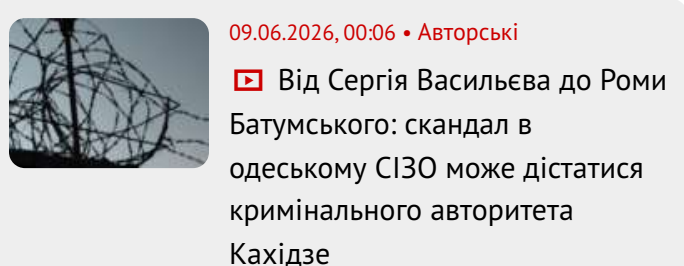 09.06.2026, 00:06 • Авторські
Від Сергія Васильєва до Роми
Батумського: скандал в
одеському СІЗО може дістатися
кримінального авторитета
Кахідзе